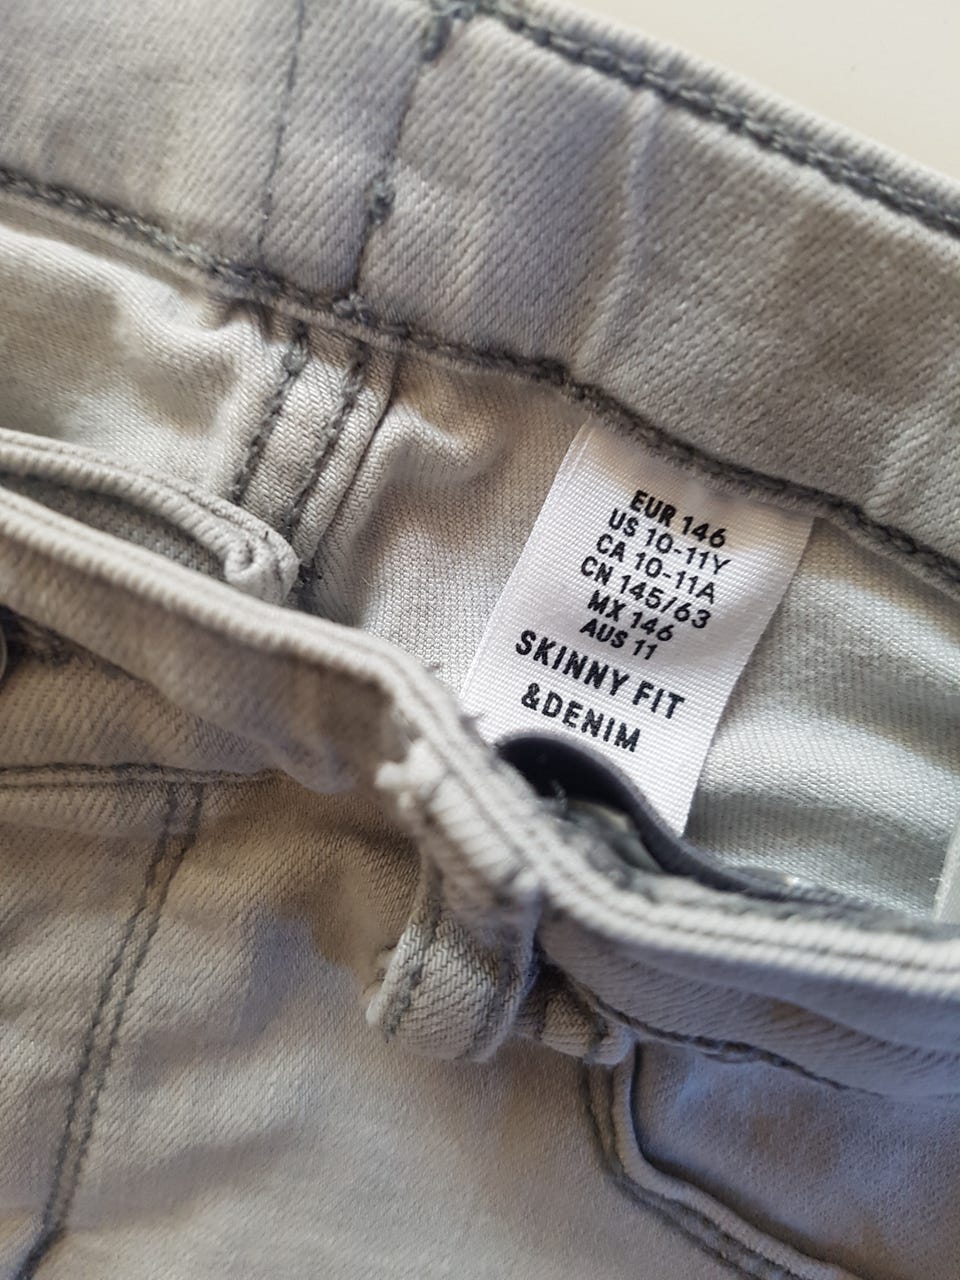 EUR 146
US 10-11Y
CA 10-11A
CN 145/63
MX 146
AUS 11
SKINNY FIT
&DENIM